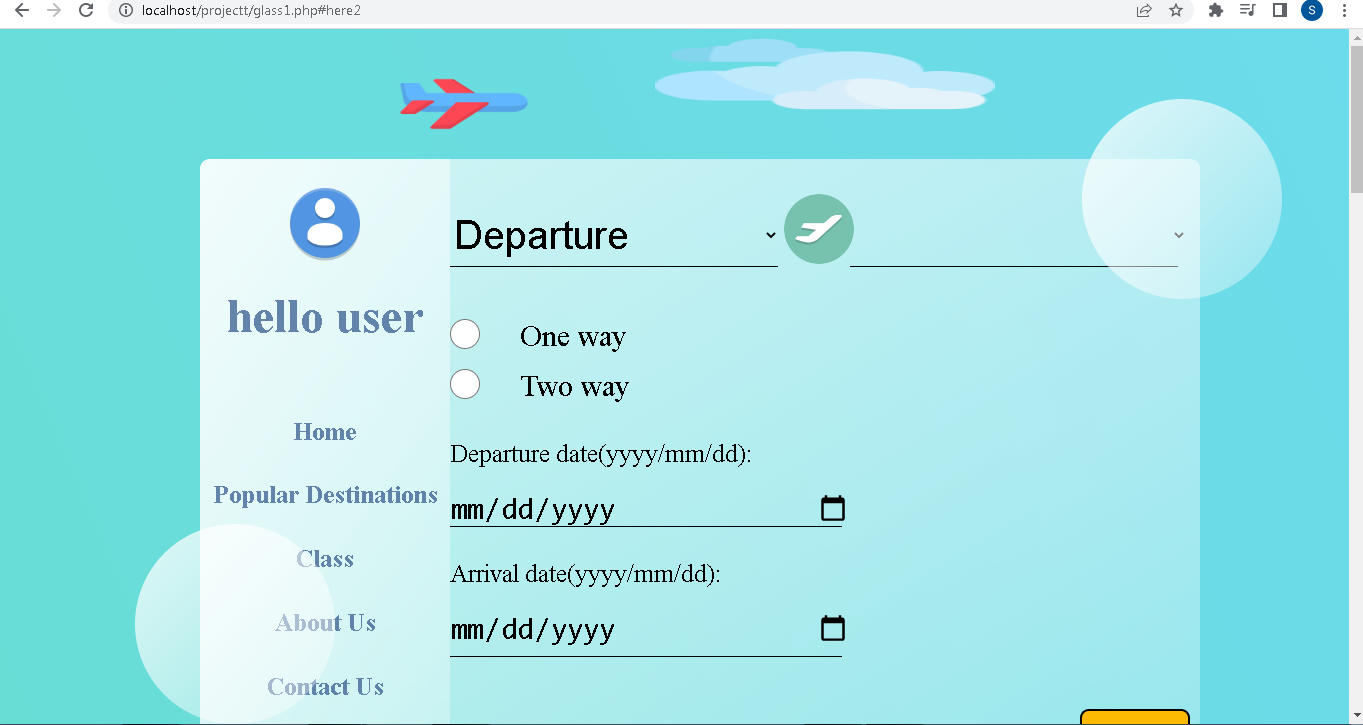 localhost/projectt/glass1.php#here2
S
Departure
hello user
One way
Two way
Home
Departure date(yyyy/mm/dd):
Popular Destinations
mm/dd/yyyy
Class
Arrival date(yyyy/mm/dd):
About Us
mm/dd/yyyy
Contact Us